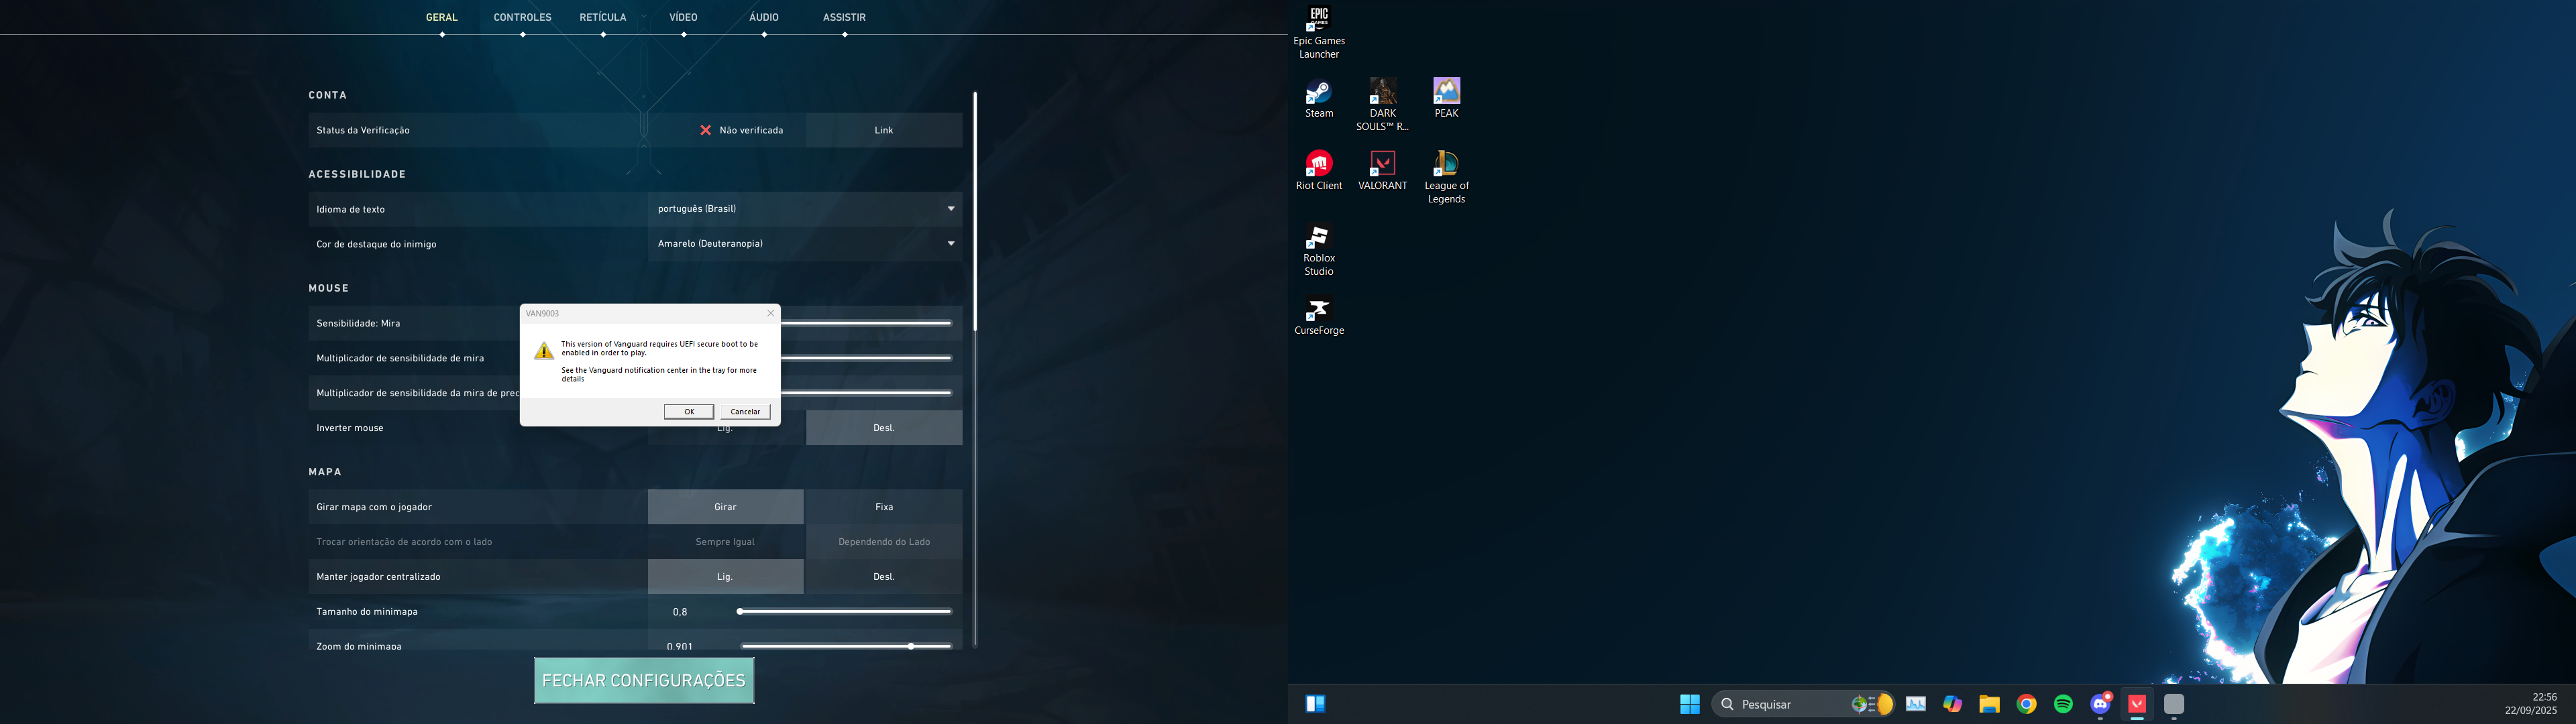 GERAL CONTROLES RETÍCULA VÍDEO ÁUDIO ASSISTIR
CONTA
Status da Verificação Não verificada Link
ACESSIBILIDADE
Idioma de texto português (Brasil)
Cor de destaque do inimigo Amarelo (Deuteranopia)
MOUSE
Sensibilidade: Mira
Multiplicador de sensibilidade de mira
Multiplicador de sensibilidade da mira de prec
Inverter mouse Lig. Desl.
VAN9003
This version of Vanguard requires UEFI secure boot to be
enabled in order to play.
See the Vanguard notification center in the tray for more
details
OK Cancelar
MAPA
Girar mapa com o jogador Girar Fixa
Trocar orientação de acordo com o lado Sempre Igual Dependendo do Lado
Manter jogador centralizado Lig. Desl.
Tamanho do minimapa 0,8
Zoom do minimapa 0,901
FECHAR CONFIGURAÇÕES
EPIC
GAMES
Epic Games
Launcher
Steam
DARK
SOULS™ R...
PEAK
Riot Client
VALORANT
League of
Legends
Roblox
Studio
CurseForge
Pesquisar
22:56
22/09/2025